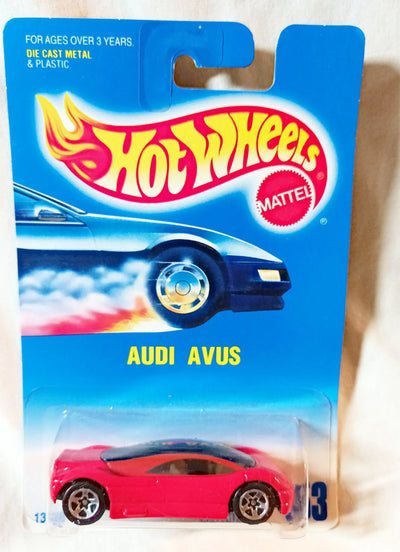 FOR AGES OVER 3 YEARS.
DIE CAST METAL
& PLASTIC
HOT WHEELS
®
MATTEL
®
AUDI AVUS
13